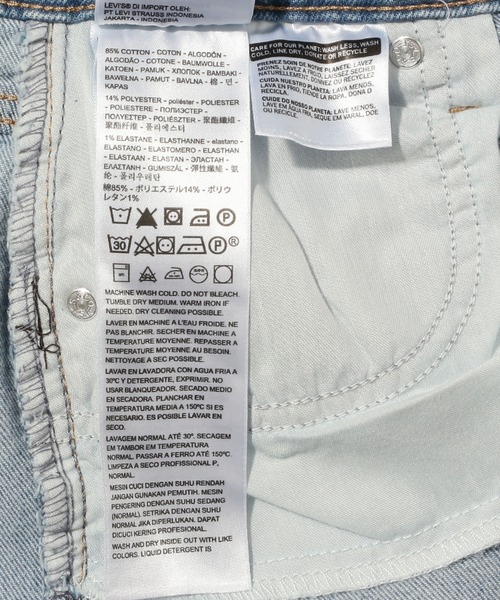 LEVI'S® DI IMPOR OLEH:
PT LEVI STRAUSS INDONESIA
JAKARTA - INDONESIA
CARE FOR OUR PLANET: WASH LESS, WASH
COLD, LINE DRY, DONATE OR RECYCLE
PRENEZ SOIN DE NOTRE PLANÈTE: LAVEZ
MOINS, LAVEZ À FROID, LAISSEZ SÉCHER
NATURELLEMENT, DONNEZ OU RECYCLEZ
CUIDA NUESTRO PLANETA: LAVA MENOS,
LAVA EN FRÍO, TIENDE LA ROPA, DONA O
RECICLA
CUIDE DO NOSSO PLANETA: LAVE MENOS,
LAVE EM ÁGUA FRIA, SEQUE EM VARAL, DOE
OU RECICLE.
85% COTTON - COTON - ALGODÓN -
ALGODÃO - COTONE - BAUMWOLLE -
KATOEN - PAMUK - ХЛОПОК - BAMBAKI -
BAWEŁNA - PAMUT - BAVLNA - 棉 - 면 -
KAPAS
14% POLYESTER - poliéster - POLIESTER
- POLIESTERE - ПОЛИЭСТЕР -
ΠΟΛΥΕΣΤΕΡ - POLIÉSZTER - 聚酯纖維 -
聚酯纤维 - 폴리에스터
1% ELASTANE - ELASTHANNE - elastano -
ELASTANO - ELASTOMERO - ELASTHAN
- ELASTAAN - ELASTAN - ЭЛАСТАН -
ΕΛΑΣΤΑΝΗ - GUMISZÁL - 彈性纖維 - 氨
纶 - 폴리우레탄
綿85% - ポリエステル14% - ポリウ
レタン1%
30 P®
MACHINE WASH COLD. DO NOT BLEACH.
TUMBLE DRY MEDIUM. WARM IRON IF
NEEDED. DRY CLEANING POSSIBLE.
LAVER EN MACHINE A L'EAU FROIDE. NE
PAS BLANCHIR. SECHER EN MACHINE A
TEMPERATURE MOYENNE. REPASSER A
TEMPERATURE MOYENNE AU BESOIN.
NETTOYAGE A SEC POSSIBLE.
LAVAR EN LAVADORA CON AGUA FRIA A
30ºC Y DETERGENTE, EXPRIMIR. NO
USAR BLANQUEADOR. SECADO MEDIO
EN SECADORA. PLANCHAR EN
TEMPERATURA MEDIA A 150ºC SI ES
NECESARIO. ES POSIBLE LAVAR EN
SECO.
LAVAGEM NORMAL ATÉ 30º. SECAGEM
EM TAMBOR EM TEMPERATURA
NORMAL. PASSAR A FERRO ATÉ 150ºC.
LIMPEZA A SECO PROFISSIONAL P,
NORMAL.
MESIN CUCI DENGAN SUHU RENDAH
JANGAN GUNAKAN PEMUTIH. MESIN
PENGERING DENGAN SUHU SEDANG
(NORMAL). SETRIKA DENGAN SUHU
NORMAL JIKA DIPERLUKAN. DAPAT
DICUCI KERING PROFESIONAL.
WASH AND DRY INSIDE OUT WITH LIKE
COLORS. LIQUID DETERGENT IS